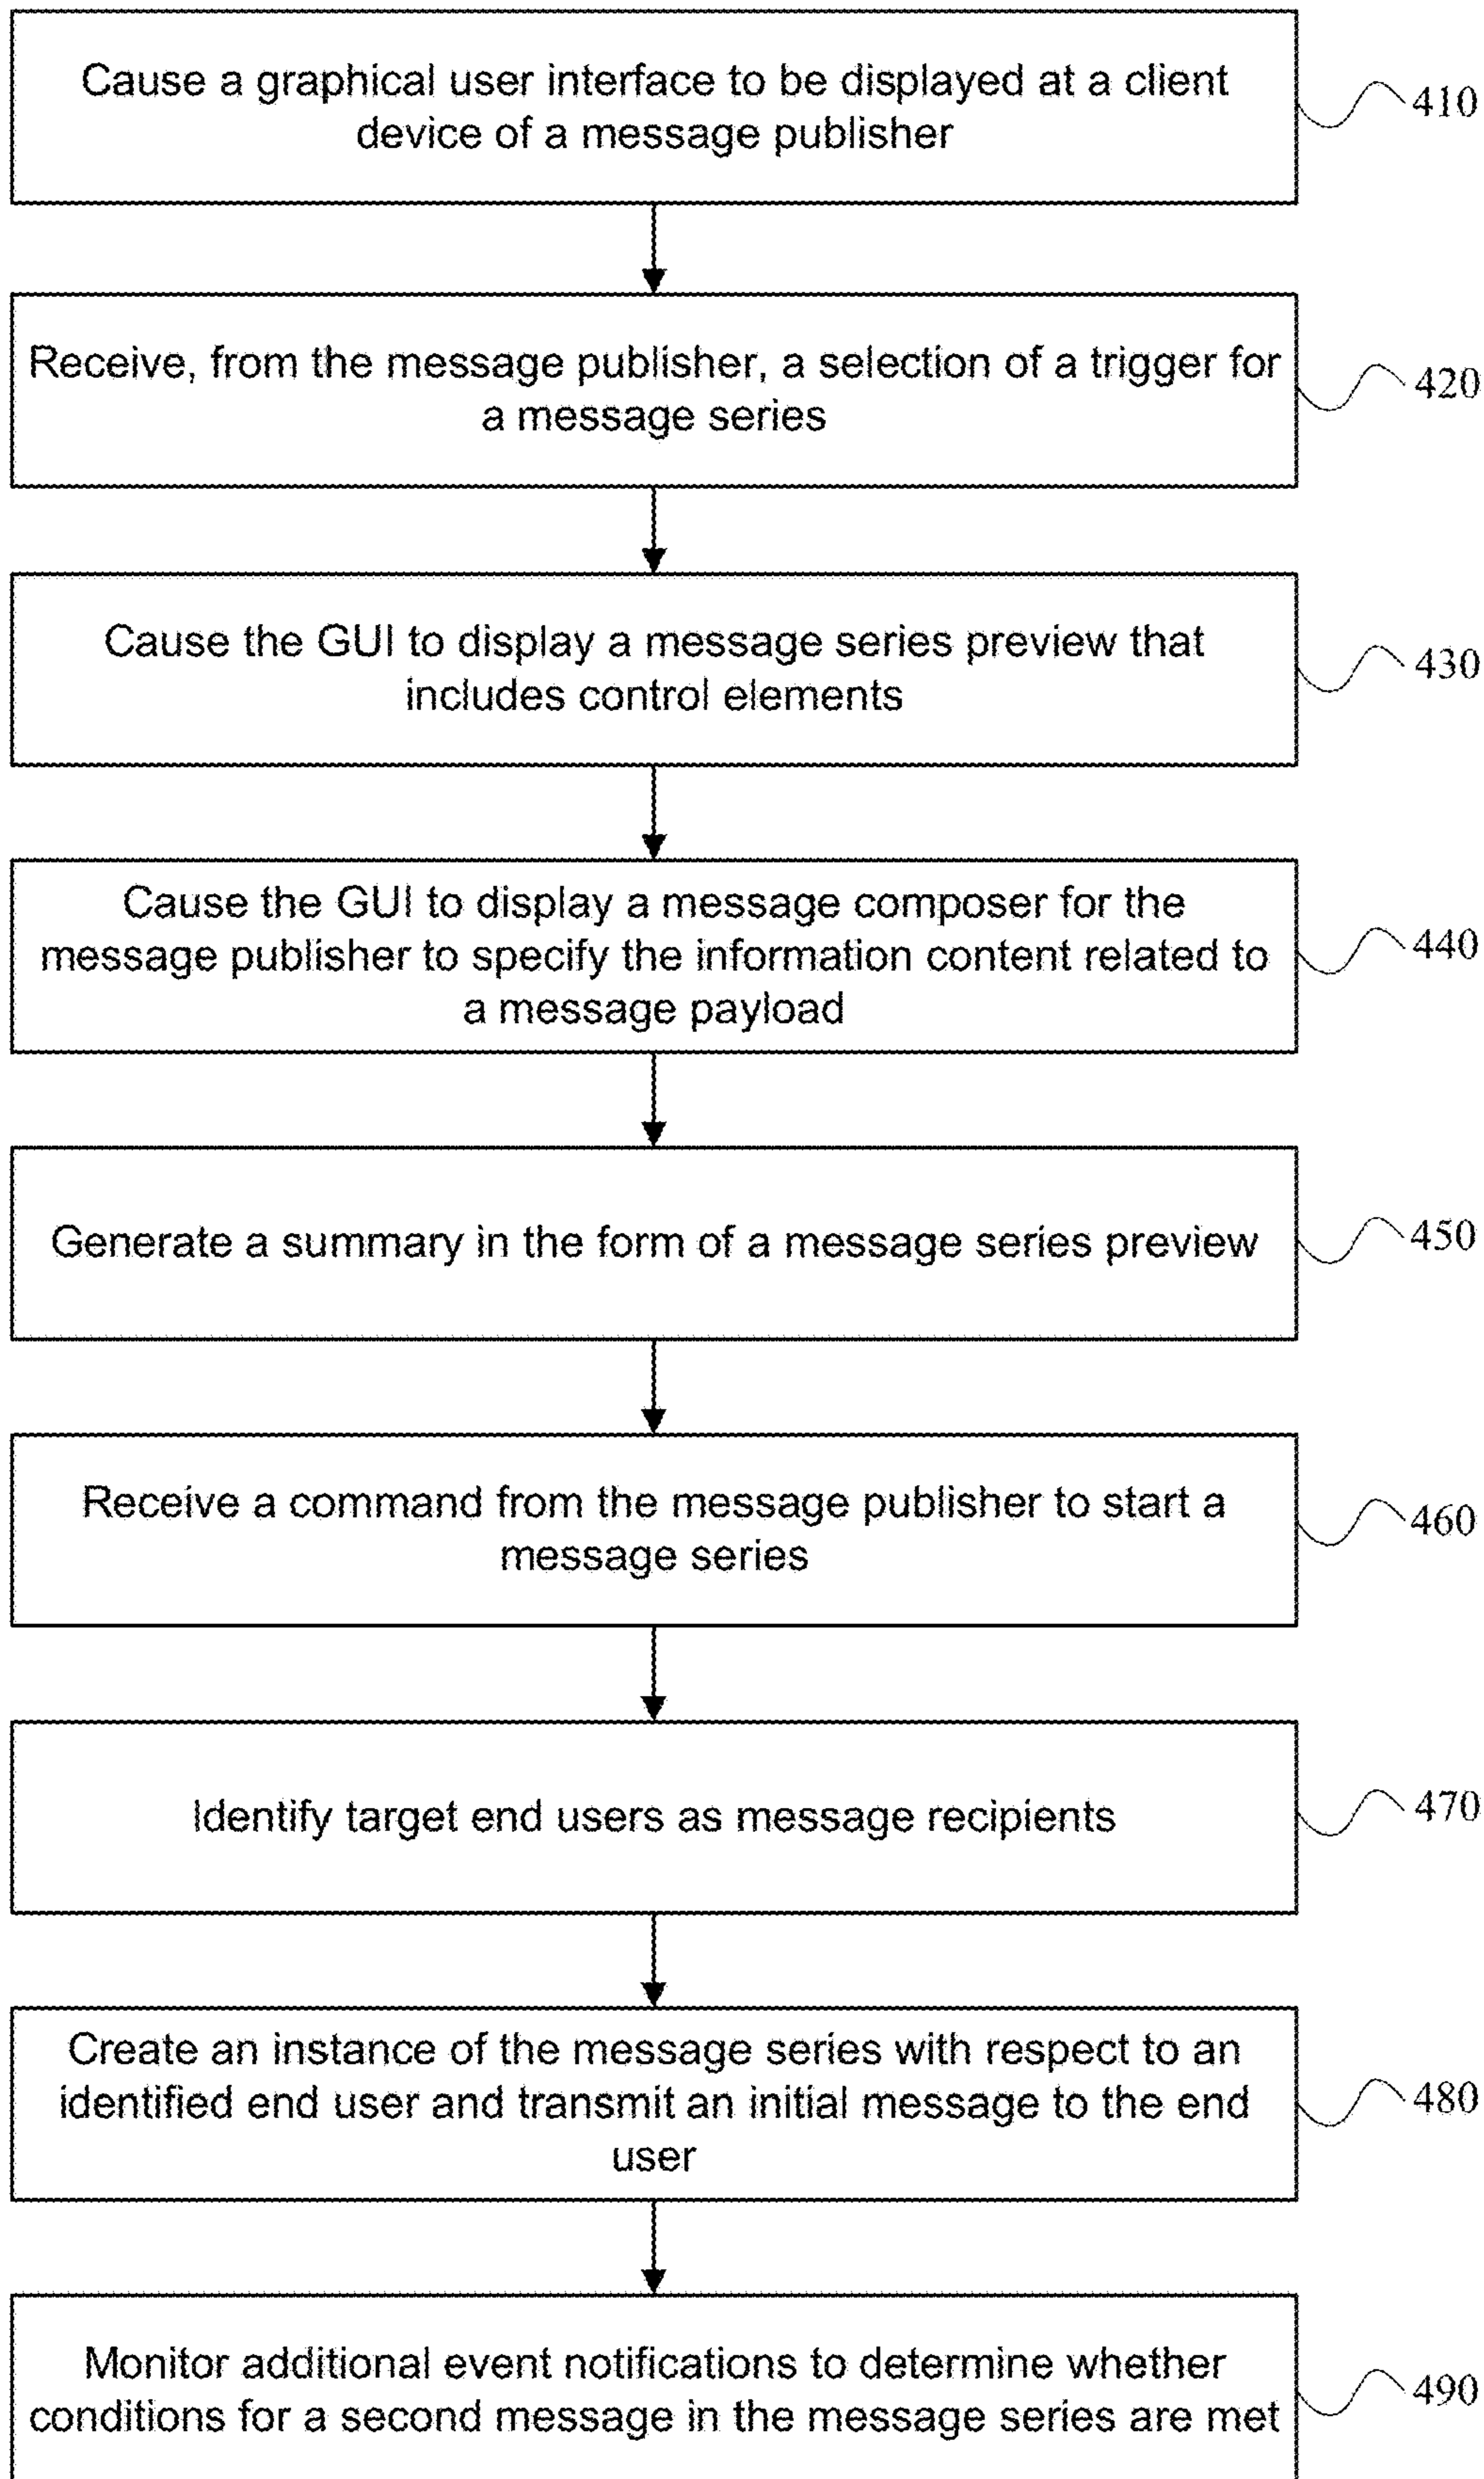 Cause a graphical user interface to be displayed at a client
device of a message publisher
410
Receive, from the message publisher, a selection of a trigger for
a message series
420
Cause the GUI to display a message series preview that
includes control elements
430
Cause the GUI to display a message composer for the
message publisher to specify the information content related to
a message payload
440
Generate a summary in the form of a message series preview
450
Receive a command from the message publisher to start a
message series
460
Identify target end users as message recipients
470
Create an instance of the message series with respect to an
identified end user and transmit an initial message to the end
user
480
Monitor additional event notifications to determine whether
conditions for a second message in the message series are met
490